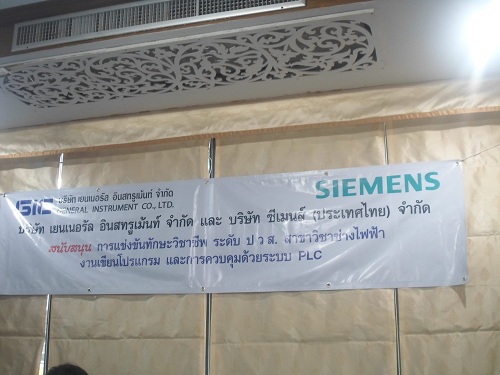 GIC บริษัท เยนเนอรัล อินสทรูเม้นท์ จำกัด
GENERAL INSTRUMENT CO., LTD.
SIEMENS
บริษัท เยนเนอรัล อินสทรูเม้นท์ จำกัด และ บริษัท ซีเมนส์ (ประเทศไทย) จำกัด
สนับสนุน การแข่งขันทักษะวิชาชีพ ระดับ ป ว ส. สาขาวิชาช่างไฟฟ้า
งานเขียนโปรแกรม และการควบคุมด้วยระบบ PLC